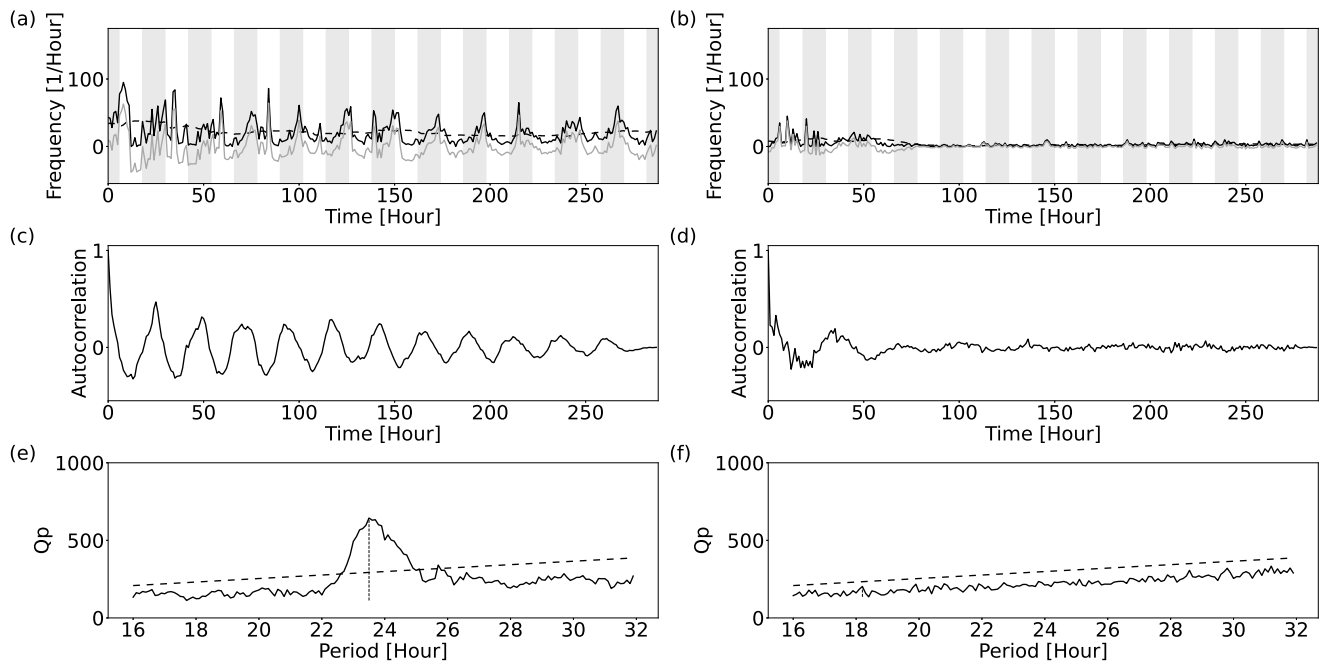 (a)
Frequency [1/Hour]
100
0
0 50 100 150 200 250
Time [Hour]
(b)
Frequency [1/Hour]
100
0
0 50 100 150 200 250
Time [Hour]
(c)
Autocorrelation
1
0
0 50 100 150 200 250
Time [Hour]
(d)
Autocorrelation
1
0
0 50 100 150 200 250
Time [Hour]
(e)
Qp
1000
500
0
16 18 20 22 24 26 28 30 32
Period [Hour]
(f)
Qp
1000
500
0
16 18 20 22 24 26 28 30 32
Period [Hour]